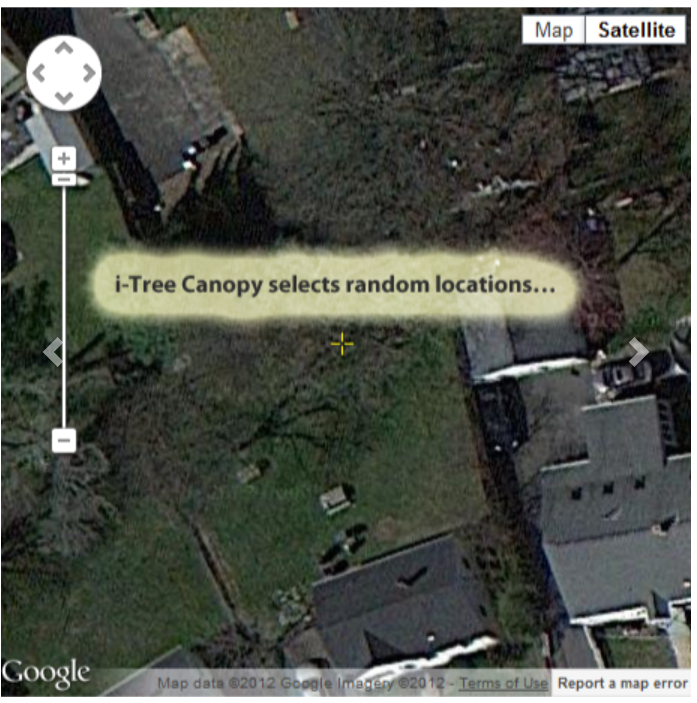 Map Satellite
i-Tree Canopy selects random locations...
Google
Map data ©2012 Google Imagery ©2012 - Terms of Use Report a map error